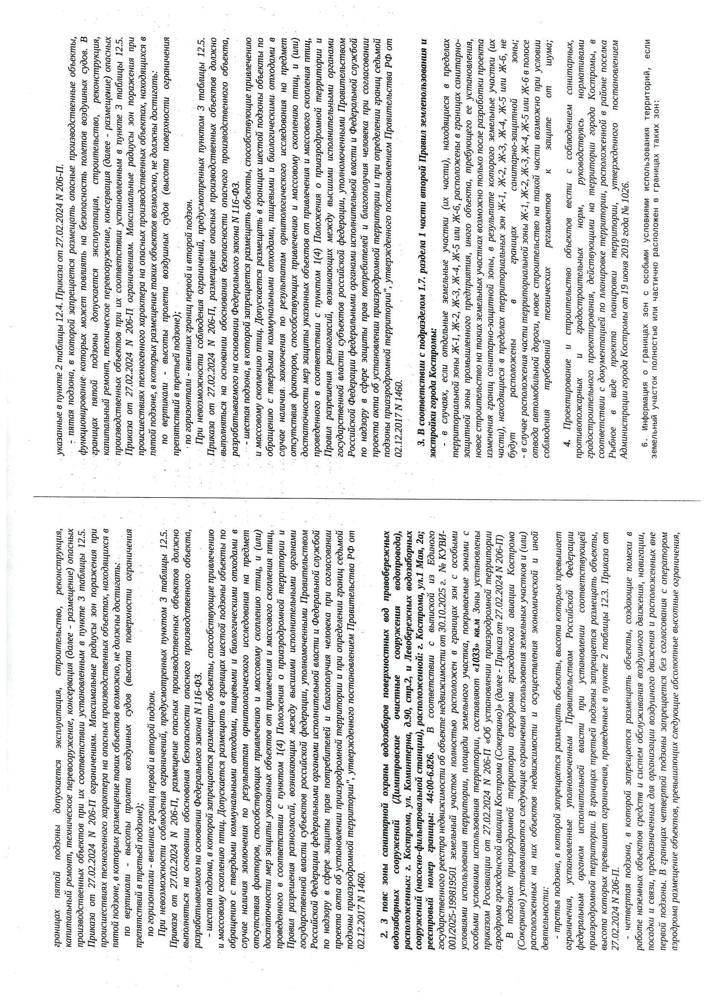 границах пятой подзоны допускается эксплуатация, строительство, реконструкция,
капитальный ремонт, техническое перевооружение, консервация (далее - размещение) опасных
производственных объектов при их соответствии установленным в пункте 3 таблицы 12.5.
Приказа от 27.02.2024 N 206-П ограничениям. Максимальные радиусы зон поражения при
происшествиях техногенного характера на опасных производственных объектах, находящихся в
пятой подзоне, в которых размещение таких объектов возможно, не должны достигать:
по вертикали - высоты пролета воздушных судов (высота поверхности ограничения
препятствий в третьей подзоне);
по горизонтали - внешних границ первой и второй подзон.
При невозможности соблюдения ограничений, предусмотренных пунктом 3 таблицы 12.5.
Приказа от 27.02.2024 N 206-П, размещение опасных производственных объектов должно
выполняться на основании обоснования безопасности опасного производственного объекта,
разрабатываемого на основании Федерального закона N 116-ФЗ.
- шестая подзона, в которой запрещается размещать объекты, способствующие привлечению
и массовому скоплению птиц. Допускается размещать в границах шестой подзоны объекты по
обращению с твердыми коммунальными отходами, пищевыми и биологическими отходами в
случае наличия заключения по результатам орнитологического исследования на предмет
отсутствия факторов, способствующих привлечению и массовому скоплению птиц, и (или)
достаточности мер защиты указанных объектов от привлечения и массового скопления птиц,
проведенного в соответствии с пунктом 1(4) Положения о приаэродромной территории и
Правил разрешения разногласий, возникающих между высшими исполнительными органами
государственной власти субъектов российской федерации, уполномоченными Правительством
Российской Федерации федеральными органами исполнительной власти и Федеральной службой
по надзору в сфере защиты прав потребителей и благополучия человека при согласовании
проекта акта об установлении приаэродромной территории и при определении границ седьмой
подзоны приаэродромной территории", утвержденного постановлением Правительства РФ от
02.12.2017 N 1460.
2. 3 пояс зоны санитарной охраны водозаборов поверхностных вод правобережных
водозаборных сооружений (Димитровские очистные сооружения водопровода),
расположенных: г. Кострома, ул. Коминтерна, д.90, стр.2, и Левобережных водозаборных
сооружений (насосно-фильтровальной станции), расположенной: г. Кострома, ул.1 Мая, 2а;
реестровый номер границы: 44:00-6.826. В соответствии с выпиской из Единого
государственного реестра недвижимости об объекте недвижимости от 30.10.2025 г. № КУВИ-
001/2025-199819501 земельный участок полностью расположен в границах зон с особыми
условиями использования территории, площади земельного участка, покрываемые зонами с
особыми условиями использования территории, составляют «1033» кв.м Зоны установлены
приказом Росавиации от 27.02.2024 N 206-П «Об установлении приаэродромной территории
аэродрома гражданской авиации Кострома (Сокеркино)» (далее - Приказ от 27.02.2024 N 206-П)
В подзонах приаэродромной территории аэродрома гражданской авиации Кострома
(Сокеркино) устанавливаются следующие ограничения использования земельных участков и (или)
расположенных на них объектов недвижимости и осуществления экономической и иной
деятельности:
- третья подзона, в которой запрещается размещать объекты, высота которых превышает
ограничения, установленные уполномоченным Правительством Российской Федерации
федеральным органом исполнительной власти при установлении соответствующей
приаэродромной территории. В границах третьей подзоны запрещается размещать объекты,
высота которых превышает ограничения, приведенные в пункте 2 таблицы 12.3. Приказа от
27.02.2024 N 206-П.
- четвертая подзона, в которой запрещается размещать объекты, создающие помехи в
работе наземных объектов средств и систем обслуживания воздушного движения, навигации,
посадки и связи, предназначенных для организации воздушного движения и расположенных вне
первой подзоны. В границах четвертой подзоны запрещается без согласования с оператором
аэродрома размещение объектов, превышающих следующие абсолютные высотные ограничения,
указанные в пункте 2 таблицы 12.4. Приказа от 27.02.2024 N 206-П.
- пятая подзона, в которой запрещается размещать опасные производственные объекты,
функционирование которых может повлиять на безопасность полетов воздушных судов. В
границах пятой подзоны допускается эксплуатация, строительство, реконструкция,
капитальный ремонт, техническое перевооружение, консервация (далее - размещение) опасных
производственных объектов при их соответствии установленным в пункте 3 таблицы 12.5.
Приказа от 27.02.2024 N 206-П ограничениям. Максимальные радиусы зон поражения при
происшествиях техногенного характера на опасных производственных объектах, находящихся в
пятой подзоне, в которых размещение таких объектов возможно, не должны достигать:
по вертикали - высоты пролета воздушных судов (высота поверхности ограничения
препятствий в третьей подзоне);
по горизонтали - внешних границ первой и второй подзон.
При невозможности соблюдения ограничений, предусмотренных пунктом 3 таблицы 12.5.
Приказа от 27.02.2024 N 206-П, размещение опасных производственных объектов должно
выполняться на основании обоснования безопасности опасного производственного объекта,
разрабатываемого на основании Федерального закона N 116-ФЗ.
- шестая подзона, в которой запрещается размещать объекты, способствующие привлечению
и массовому скоплению птиц. Допускается размещать в границах шестой подзоны объекты по
обращению с твердыми коммунальными отходами, пищевыми и биологическими отходами в
случае наличия заключения по результатам орнитологического исследования на предмет
отсутствия факторов, способствующих привлечению и массовому скоплению птиц, и (или)
достаточности мер защиты указанных объектов от привлечения и массового скопления птиц,
проведенного в соответствии с пунктом 1(4) Положения о приаэродромной территории и
Правил разрешения разногласий, возникающих между высшими исполнительными органами
государственной власти субъектов российской федерации, уполномоченными Правительством
Российской Федерации федеральными органами исполнительной власти и Федеральной службой
по надзору в сфере защиты прав потребителей и благополучия человека при согласовании
проекта акта об установлении приаэродромной территории и при определении границ седьмой
подзоны приаэродромной территории", утвержденного постановлением Правительства РФ от
02.12.2017 N 1460.
3. В соответствии с подразделом 1.7. раздела 1 части второй Правил землепользования и
застройки города Костромы:
- в случаях, если отдельные земельные участки (их части), находящиеся в пределах
территориальной зоны Ж-1, Ж-2, Ж-3, Ж-4, Ж-5 или Ж-6, расположены в границах санитарно-
защитной зоны промышленного предприятия, иного объекта, требующего ее установления,
новое строительство на таких земельных участках возможно только после разработки проекта
изменения границ санитарно-защитной зоны, в результате которого земельные участки (их
части), находящиеся в пределах территориальных зон Ж-1, Ж-2, Ж-3, Ж-4, Ж-5 или Ж-6, не
будут расположены в границах санитарно-защитной зоны;
- в случае расположения части территориальной зоны Ж-1, Ж-2, Ж-3, Ж-4, Ж-5 или Ж-6 в полосе
отвода автомобильной дороги, новое строительство на такой части возможно при условии
соблюдения требований технических регламентов к защите от шума;
4. Проектирование и строительство объектов вести с соблюдением санитарных,
противопожарных и градостроительных норм, руководствуясь нормативами
градостроительного проектирования, действующими на территории города Костромы, в
соответствии с документацией по планировке территории, расположенной в районе поселка
Рыбное в виде проекта планировки территории, утвержденного постановлением
Администрации города Костромы от 19 июня 2019 года № 1026.
6. Информация о границах зон с особыми условиями использования территорий, если
земельный участок полностью или частично расположен в границах таких зон: